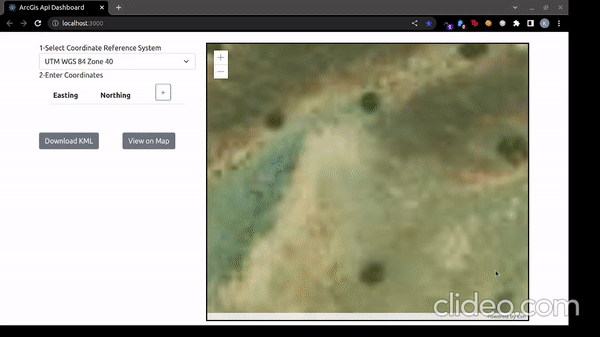 ArcGis Api Dashboard
localhost:3000
1-Select Coordinate Reference System
UTM WGS 84 Zone 40
2-Enter Coordinates
Easting Northing +
Download KML View on Map
+
−
Powered by Esri
clideo.com